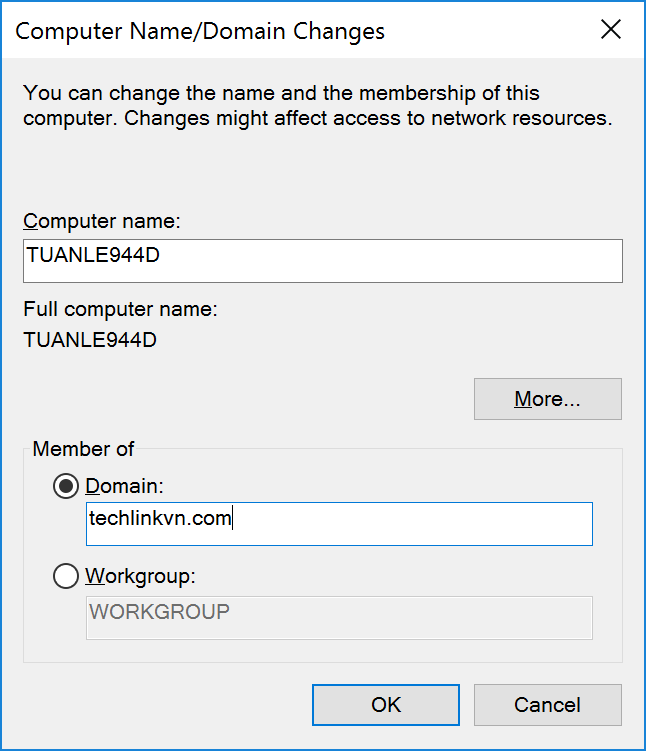 Computer Name/Domain Changes
You can change the name and the membership of this
computer. Changes might affect access to network resources.
Computer name:
TUANLE944D
Full computer name:
TUANLE944D
More...
Member of
Domain:
techlinkvn.com
Workgroup:
WORKGROUP
OK
Cancel